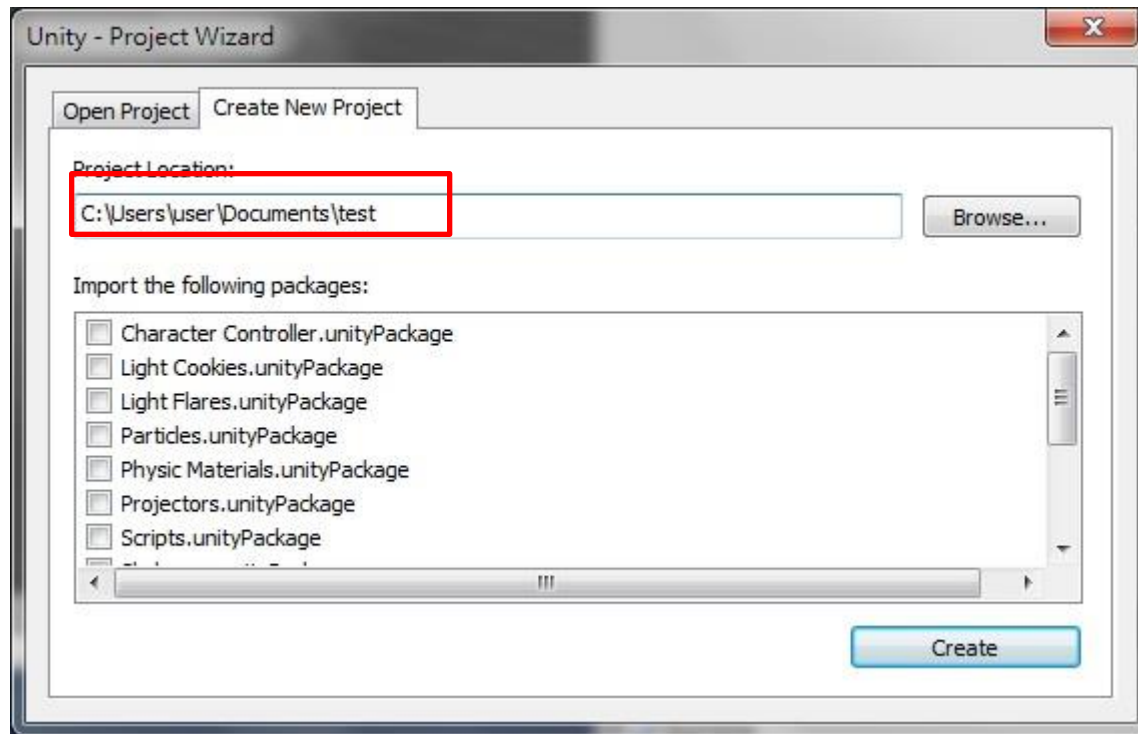 Unity - Project Wizard
Open Project
Create New Project
Project Location:
C:\Users\user\Documents\test
Browse...
Import the following packages:
Character Controller.unityPackage
Light Cookies.unityPackage
Light Flares.unityPackage
Particles.unityPackage
Physic Materials.unityPackage
Projectors.unityPackage
Scripts.unityPackage
Create